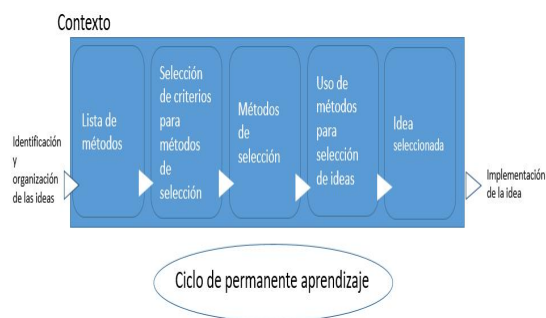 Contexto
Identificación
y
organización
de las ideas
Lista de
métodos
Selección
de criterios
para
métodos
de
selección
Métodos
de
selección
Uso de
métodos
para
selección
de ideas
Idea
seleccionada
Implementación
de la idea
Ciclo de permanente aprendizaje